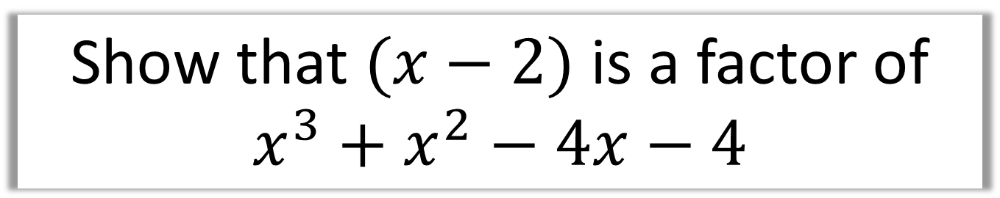 Show that (x − 2) is a factor of
x³ + x² − 4x − 4